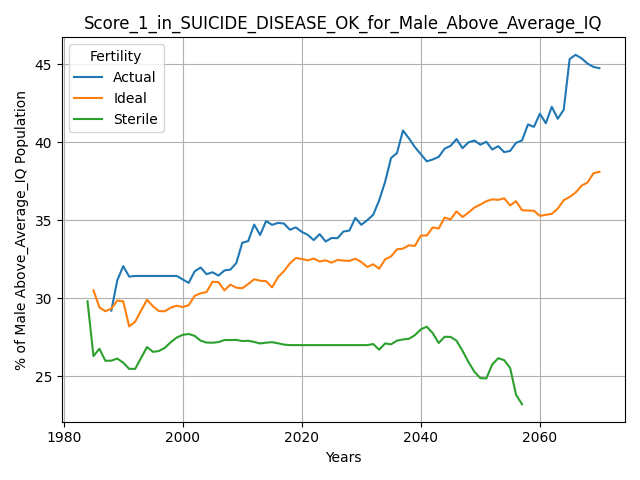 Score_1_in_SUICIDE_DISEASE_OK_for_Male_Above_Average_IQ
% of Male Above_Average_IQ Population
45
40
35
30
25
Fertility
Actual
Ideal
Sterile
1980
2000
2020
2040
2060
Years